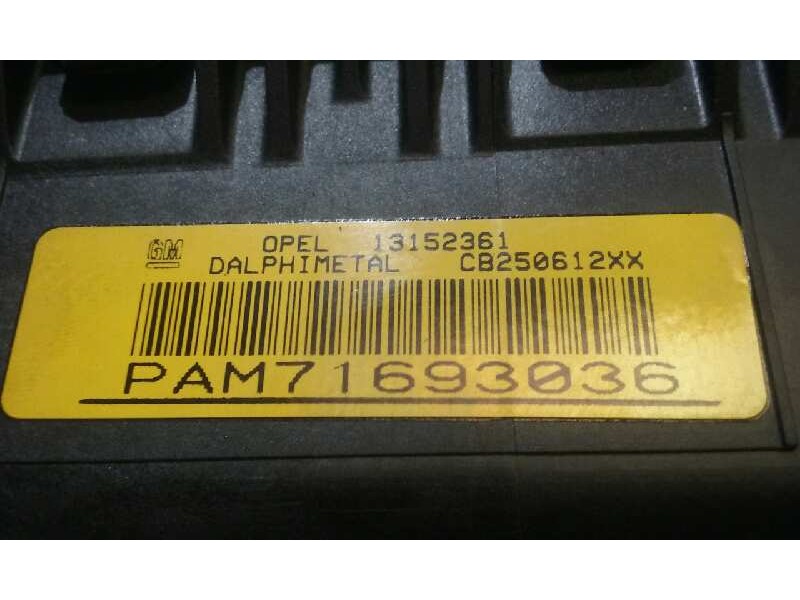 GM OPEL 13152361
DALPHIMETAL CB250612XX
PAM71693036